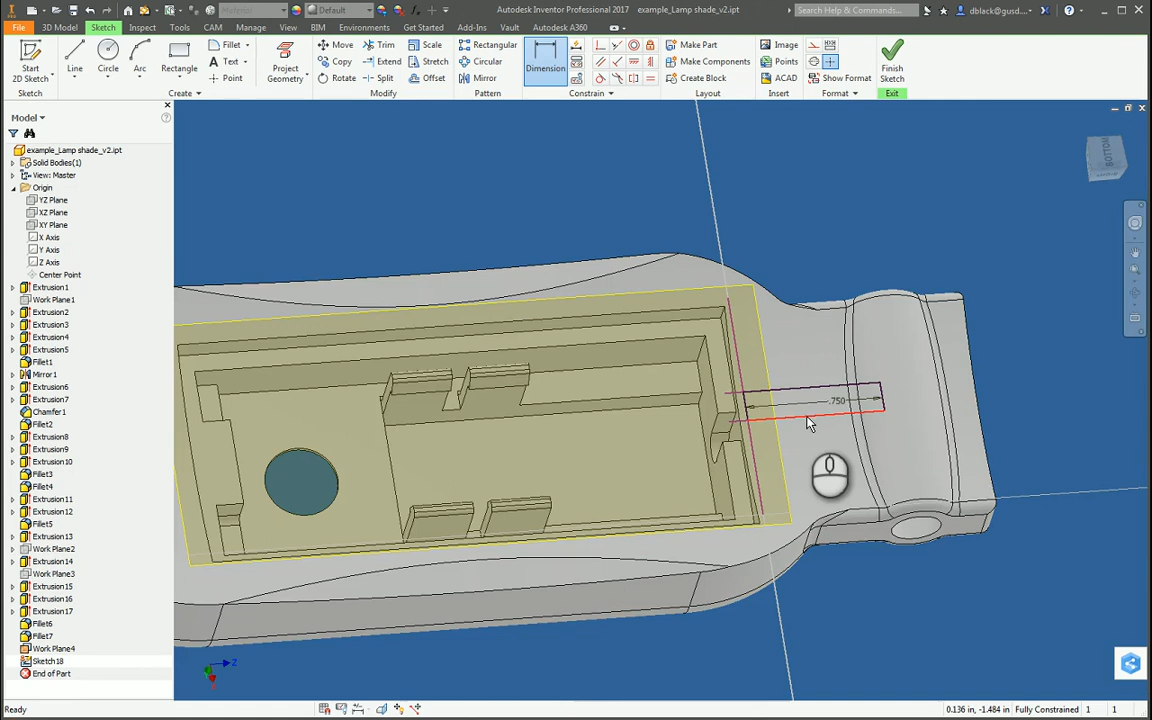 Material
Default
Autodesk Inventor Professional 2017 example_Lamp shade_v2.ipt
Search Help & Commands...
dblack@gusd....
File 3D Model Sketch Inspect Tools CAM Manage View BIM Environments Get Started Add-Ins Vault Autodesk A360
Start 2D Sketch
Line Circle Arc Rectangle
Fillet
Text
Point
Project Geometry
Move Trim Scale
Copy Extend Stretch
Rotate Split Offset
Rectangular
Circular
Mirror
Dimension
Make Part
Make Components
Create Block
Image
Points
ACAD
Show Format
Finish Sketch
Sketch Create Modify Pattern Constrain Layout Insert Format Exit
Model
example_Lamp shade_v2.ipt
Solid Bodies(1)
View: Master
Origin
YZ Plane
XZ Plane
XY Plane
X Axis
Y Axis
Z Axis
Center Point
Extrusion1
Work Plane1
Extrusion2
Extrusion3
Extrusion4
Extrusion5
Fillet1
Mirror1
Extrusion6
Extrusion7
Chamfer1
Fillet2
Extrusion8
Extrusion9
Extrusion10
Fillet3
Fillet4
Extrusion11
Extrusion12
Fillet5
Extrusion13
Work Plane2
Extrusion14
Work Plane3
Extrusion15
Extrusion16
Extrusion17
Fillet6
Fillet7
Work Plane4
Sketch18
End of Part
BOTTOM
.750
Z
Ready
0.136 in, -1.484 in Fully Constrained 1 1